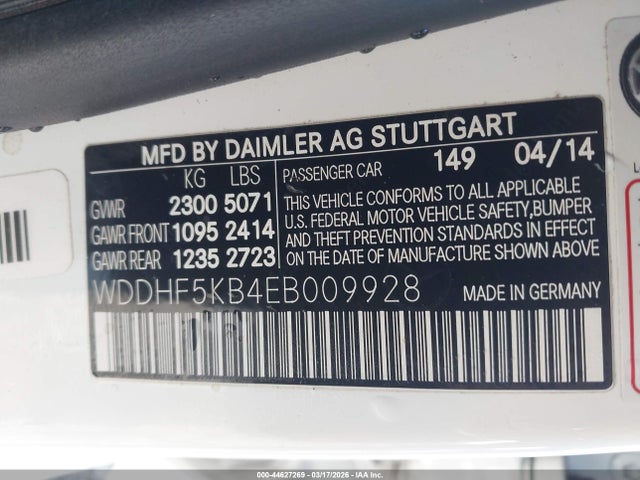 MFD BY DAIMLER AG STUTTGART
KG LBS
GVWR 2300 5071
GAWR FRONT 1095 2414
GAWR REAR 1235 2723
PASSENGER CAR 149 04/14
THIS VEHICLE CONFORMS TO ALL APPLICABLE
U.S. FEDERAL MOTOR VEHICLE SAFETY,BUMPER
AND THEFT PREVENTION STANDARDS IN EFFECT
ON THE DATE OF MANUFACTURE SHOWN ABOVE.
WDDHF5KB4EB009928 MADE IN GERMANY
000-44627269 - 03/17/2026 - IAA Inc.